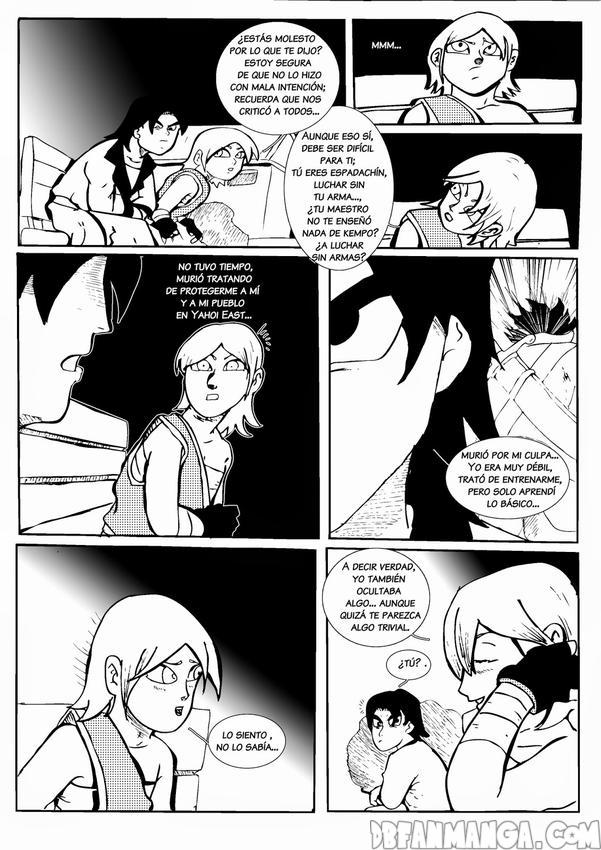 ¿ESTÁS MOLESTO
POR LO QUE TE DIJO?
ESTOY SEGURA
DE QUE NO LO HIZO
CON MALA INTENCIÓN;
RECUERDA QUE NOS
CRITICÓ A TODOS...
MMM...
AUNQUE ESO SÍ,
DEBE SER DIFÍCIL
PARA TI;
TÚ ERES ESPADACHÍN,
LUCHAR SIN
TU ARMA...,
¿TU MAESTRO
NO TE ENSEÑÓ
NADA DE KEMPO?
¿A LUCHAR
SIN ARMAS?
NO TUVO TIEMPO,
MURIÓ TRATANDO
DE PROTEGERME A MÍ
Y A MI PUEBLO
EN YAHOI EAST...
MURIÓ POR MI CULPA...
YO ERA MUY DÉBIL,
TRATÓ DE ENTRENARME,
PERO SOLO APRENDÍ
LO BÁSICO...
LO SIENTO ,
NO LO SABÍA...
A DECIR VERDAD,
YO TAMBIÉN
OCULTABA
ALGO... AUNQUE
QUIZÁ TE PAREZCA
ALGO TRIVIAL.
¿TÚ? .
DBFANMANGA.COM